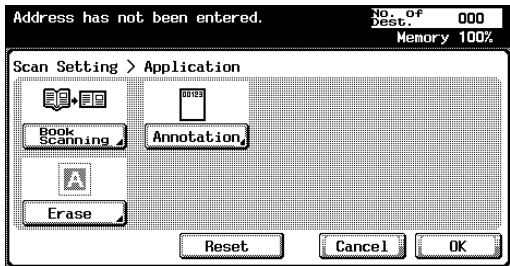 Address has not been entered.
No. of Dest. 000
Memory 100%
Scan Setting > Application
00123
Book Scanning
Annotation
A
Erase
Reset
Cancel
OK